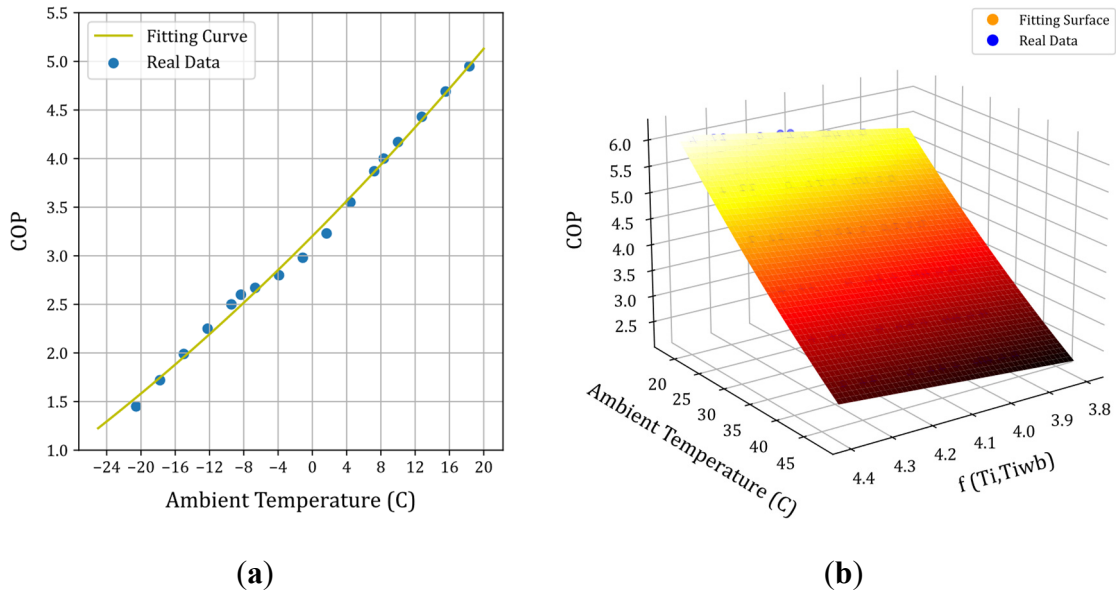 5.5
5.0
4.5
4.0
3.5
3.0
2.5
2.0
1.5
1.0
COP
Fitting Curve
Real Data
−24 −20 −16 −12 −8 −4 0 4 8 12 16 20
Ambient Temperature (C)
(a)
Fitting Surface
Real Data
6.0
5.5
5.0
4.5
4.0
3.5
3.0
2.5
COP
20
25
30
35
40
45
Ambient Temperature (C)
4.4 4.3 4.2 4.1 4.0 3.9 3.8
f (Ti,Tiwb)
(b)